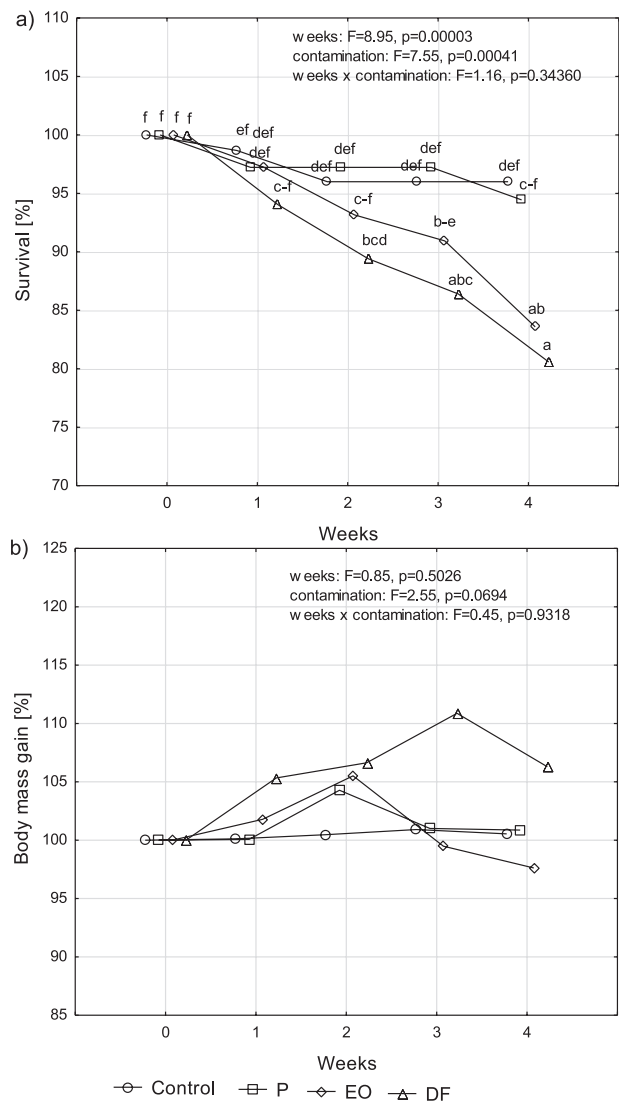 a)
weeks: F=8.95, p=0.00003
contamination: F=7.55, p=0.00041
weeks x contamination: F=1.16, p=0.34360
105
100
95
90
85
80
75
70
Survival [%]
f f f f
ef def
def
def
def
def
def
def
c-f
c-f
c-f
b-e
bcd
abc
ab
a
0 1 2 3 4
Weeks
b)
weeks: F=0.85, p=0.5026
contamination: F=2.55, p=0.0694
weeks x contamination: F=0.45, p=0.9318
125
120
115
110
105
100
95
90
85
Body mass gain [%]
0 1 2 3 4
Weeks
Control P EO DF